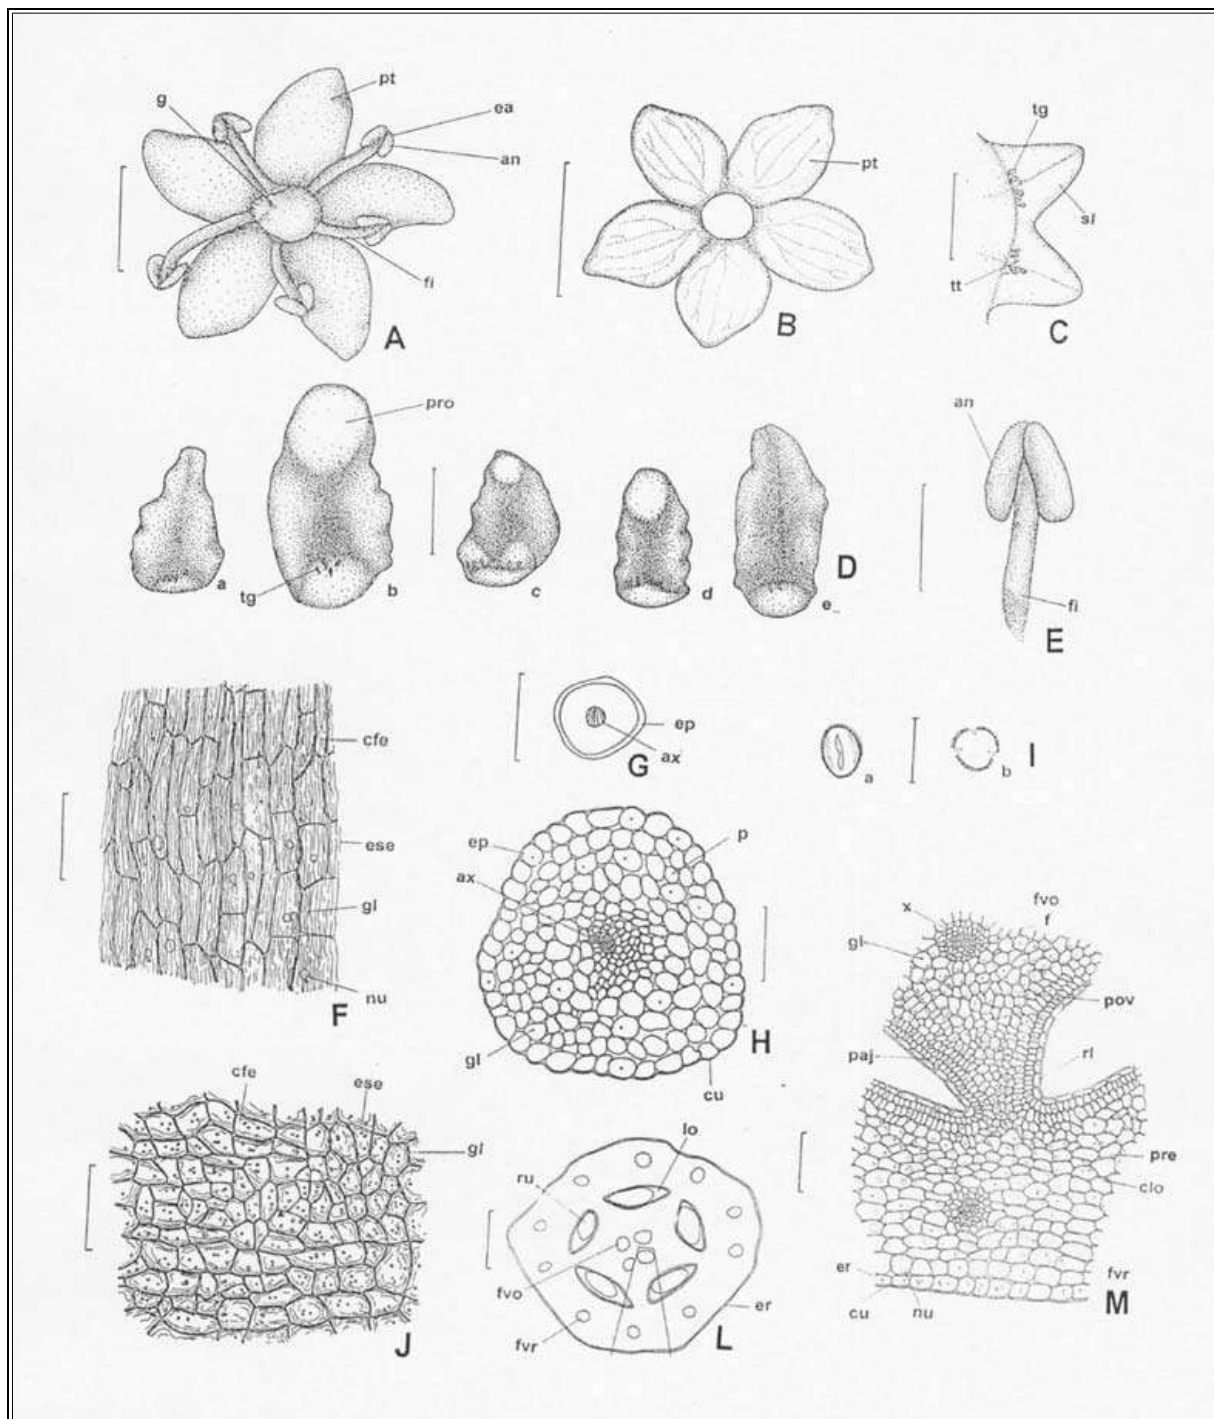 g
pt
ea
an
fi
A
pt
B
tg
sl
tt
C
pro
a
tg
b
c
d
e
D
an
fi
E
cfe
ese
gl
nu
F
ep
ax
G
a
b
I
ep
ax
p
gl
cu
H
x
fvo
f
gl
pov
paj
rl
pre
clo
er
fvr
cu
nu
M
cfe
ese
gl
J
lo
ru
fvo
er
fvr
L